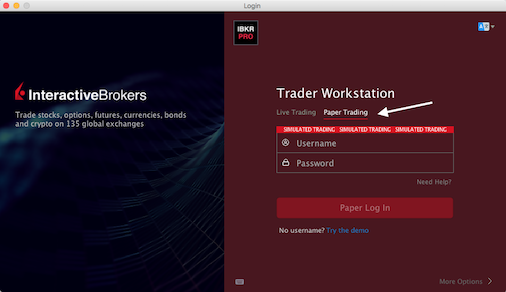 Login
IBKR
PRO
InteractiveBrokers
Trade stocks, options, futures, currencies, bonds
and crypto on 135 global exchanges
Trader Workstation
Live Trading Paper Trading
SIMULATED TRADING SIMULATED TRADING SIMULATED TRADING
Username
Password
Need Help?
Paper Log In
No username? Try the demo
More Options